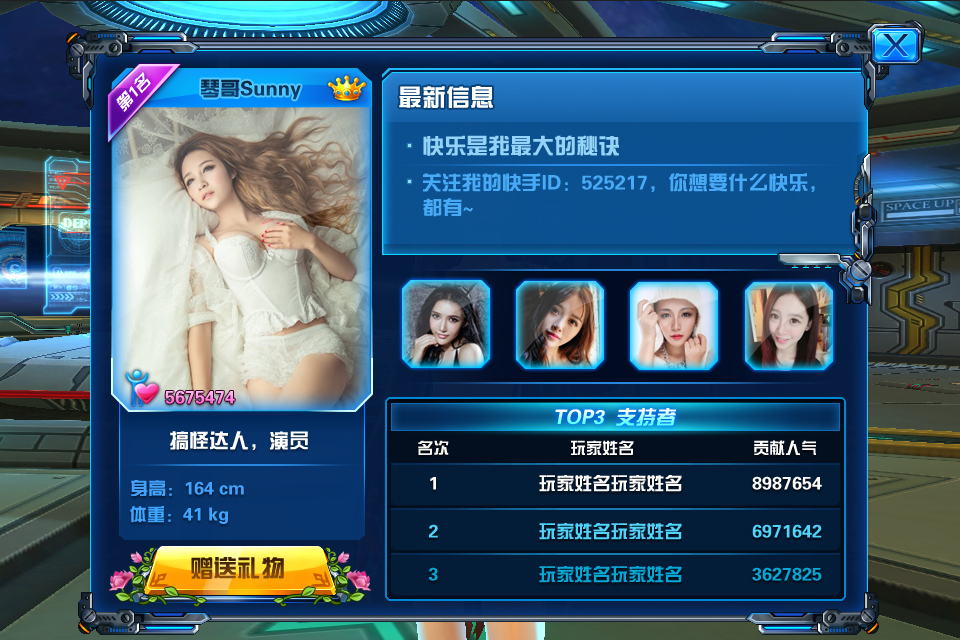 第1名
琴哥Sunny
5675474
搞怪达人，演员
身高：164 cm
体重：41 kg
赠送礼物
最新信息
· 快乐是我最大的秘诀
· 关注我的快手ID：525217，你想要什么快乐，
都有~
TOP3 支持者
名次 玩家姓名 贡献人气
1 玩家姓名玩家姓名 8987654
2 玩家姓名玩家姓名 6971642
3 玩家姓名玩家姓名 3627825
SPACE UP